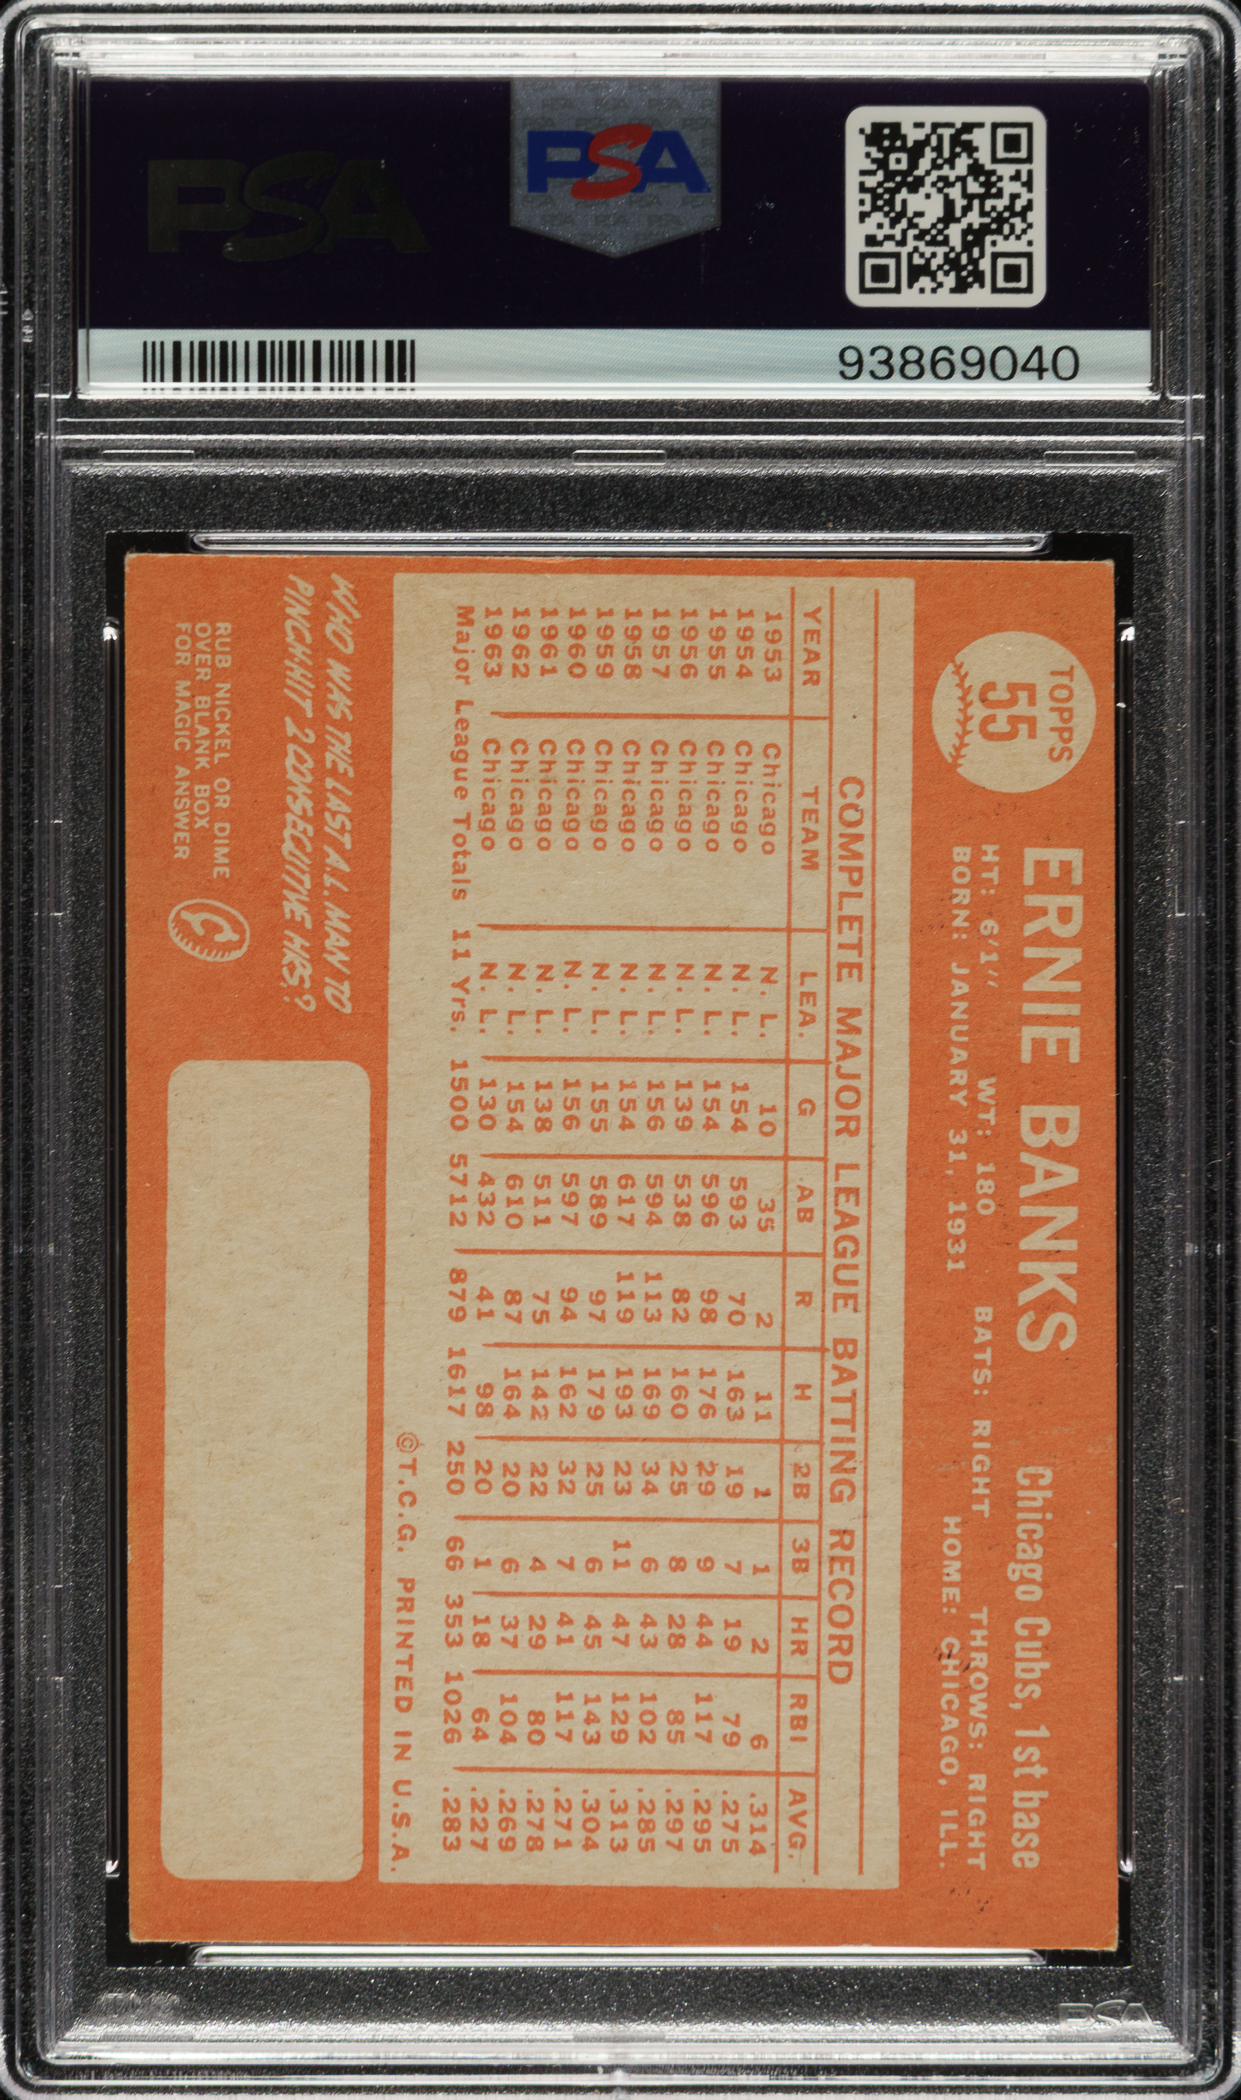 PSA
PSA
93869040
TOPPS
55
ERNIE BANKS Chicago Cubs, 1st base
HT: 6'1" WT: 180 BATS: RIGHT THROWS: RIGHT
BORN: JANUARY 31, 1931 HOME: CHICAGO, ILL.
COMPLETE MAJOR LEAGUE BATTING RECORD
YEAR TEAM LEA. G AB R H 2B 3B HR RBI AVG.
1953 Chicago N. L. 10 35 2 11 1 1 2 6 .314
1954 Chicago N. L. 154 593 70 163 19 7 19 79 .275
1955 Chicago N. L. 154 596 98 176 29 9 44 117 .295
1956 Chicago N. L. 139 538 82 160 25 8 28 85 .297
1957 Chicago N. L. 156 594 113 169 34 6 43 102 .285
1958 Chicago N. L. 154 617 119 193 23 11 47 129 .313
1959 Chicago N. L. 155 589 97 179 25 6 45 143 .304
1960 Chicago N. L. 156 597 94 162 32 7 41 117 .271
1961 Chicago N. L. 138 511 75 142 22 4 29 80 .278
1962 Chicago N. L. 154 610 87 164 20 6 37 104 .269
1963 Chicago N. L. 130 432 41 98 20 1 18 64 .227
Major League Totals 11 Yrs. 1500 5712 879 1617 250 66 353 1026 .283
©T.C.G. PRINTED IN U.S.A.
WHO WAS THE LAST A.L. MAN TO
PINCH-HIT 2 CONSECUTIVE HRS.?
RUB NICKEL OR DIME
OVER BLANK BOX
FOR MAGIC ANSWER
PSA